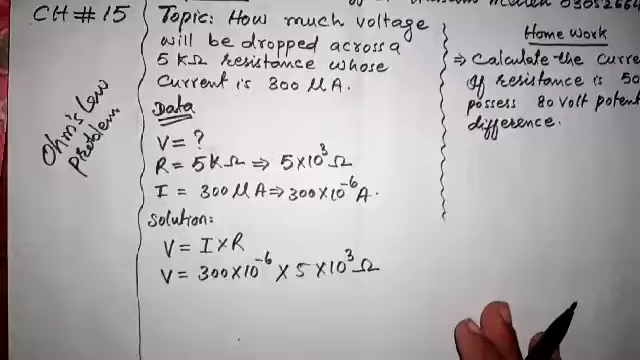 CH # 15
Ohm's Law
Problem
Topic: How much voltage
will be dropped across a
5 KΩ resistance whose
current is 300 μA.
Data
V = ?
R = 5KΩ ⇒ 5×10³ Ω
I = 300 μA ⇒ 300×10⁻⁶ A.
Solution:
V = I×R
V = 300×10⁻⁶ × 5×10³ Ω
Home Work
⇒ Calculate the curre
If resistance is 50
possess 80 volt potent
difference.